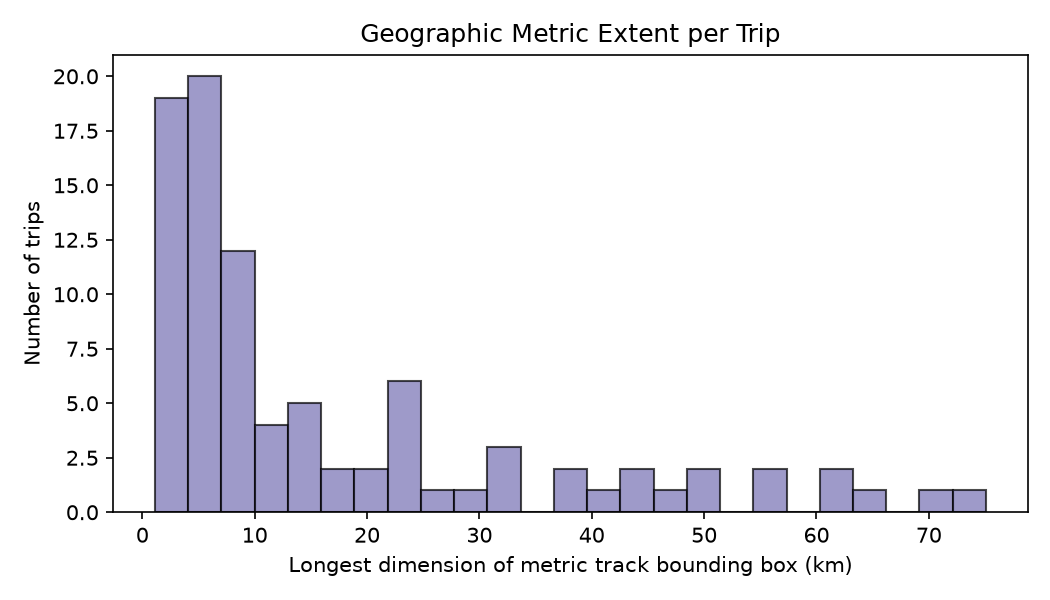 Geographic Metric Extent per Trip
Number of trips
20.0
17.5
15.0
12.5
10.0
7.5
5.0
2.5
0.0
0 10 20 30 40 50 60 70
Longest dimension of metric track bounding box (km)